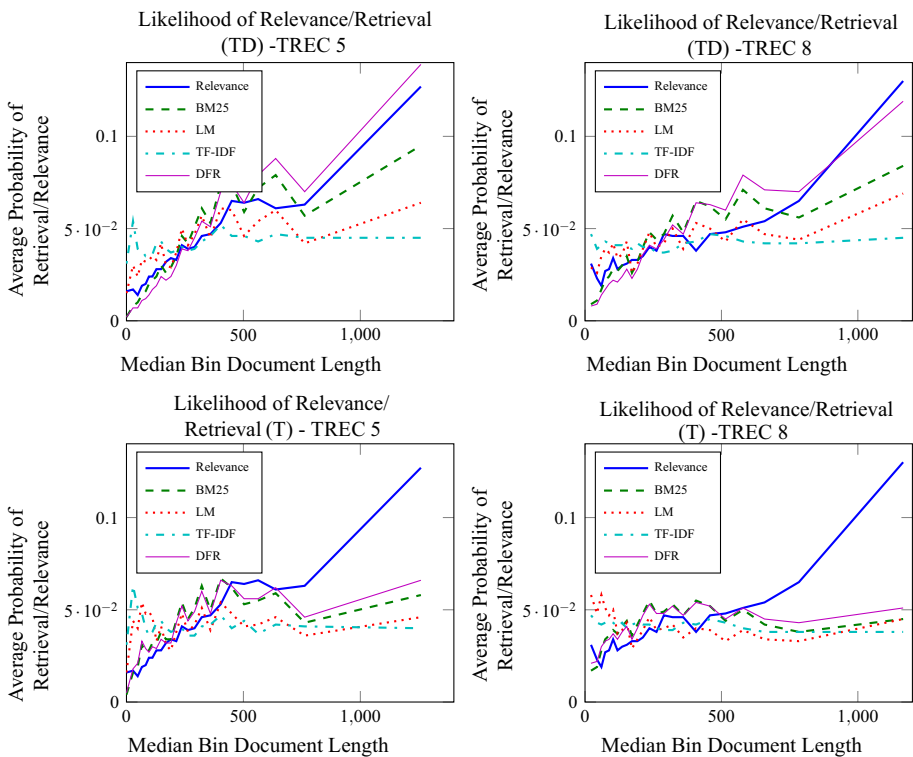 Likelihood of Relevance/Retrieval
(TD) -TREC 5
Average Probability of
Retrieval/Relevance
0.1
5 · 10⁻²
0
Relevance
BM25
LM
TF-IDF
DFR
0
500
1,000
Median Bin Document Length
Likelihood of Relevance/Retrieval
(TD) -TREC 8
Average Probability of
Retrieval/Relevance
0.1
5 · 10⁻²
0
Relevance
BM25
LM
TF-IDF
DFR
0
500
1,000
Median Bin Document Length
Likelihood of Relevance/
Retrieval (T) - TREC 5
Average Probability of
Retrieval/Relevance
0.1
5 · 10⁻²
0
Relevance
BM25
LM
TF-IDF
DFR
0
500
1,000
Median Bin Document Length
Likelihood of Relevance/Retrieval
(T) -TREC 8
Average Probability of
Retrieval/Relevance
0.1
5 · 10⁻²
0
Relevance
BM25
LM
TF-IDF
DFR
0
500
1,000
Median Bin Document Length